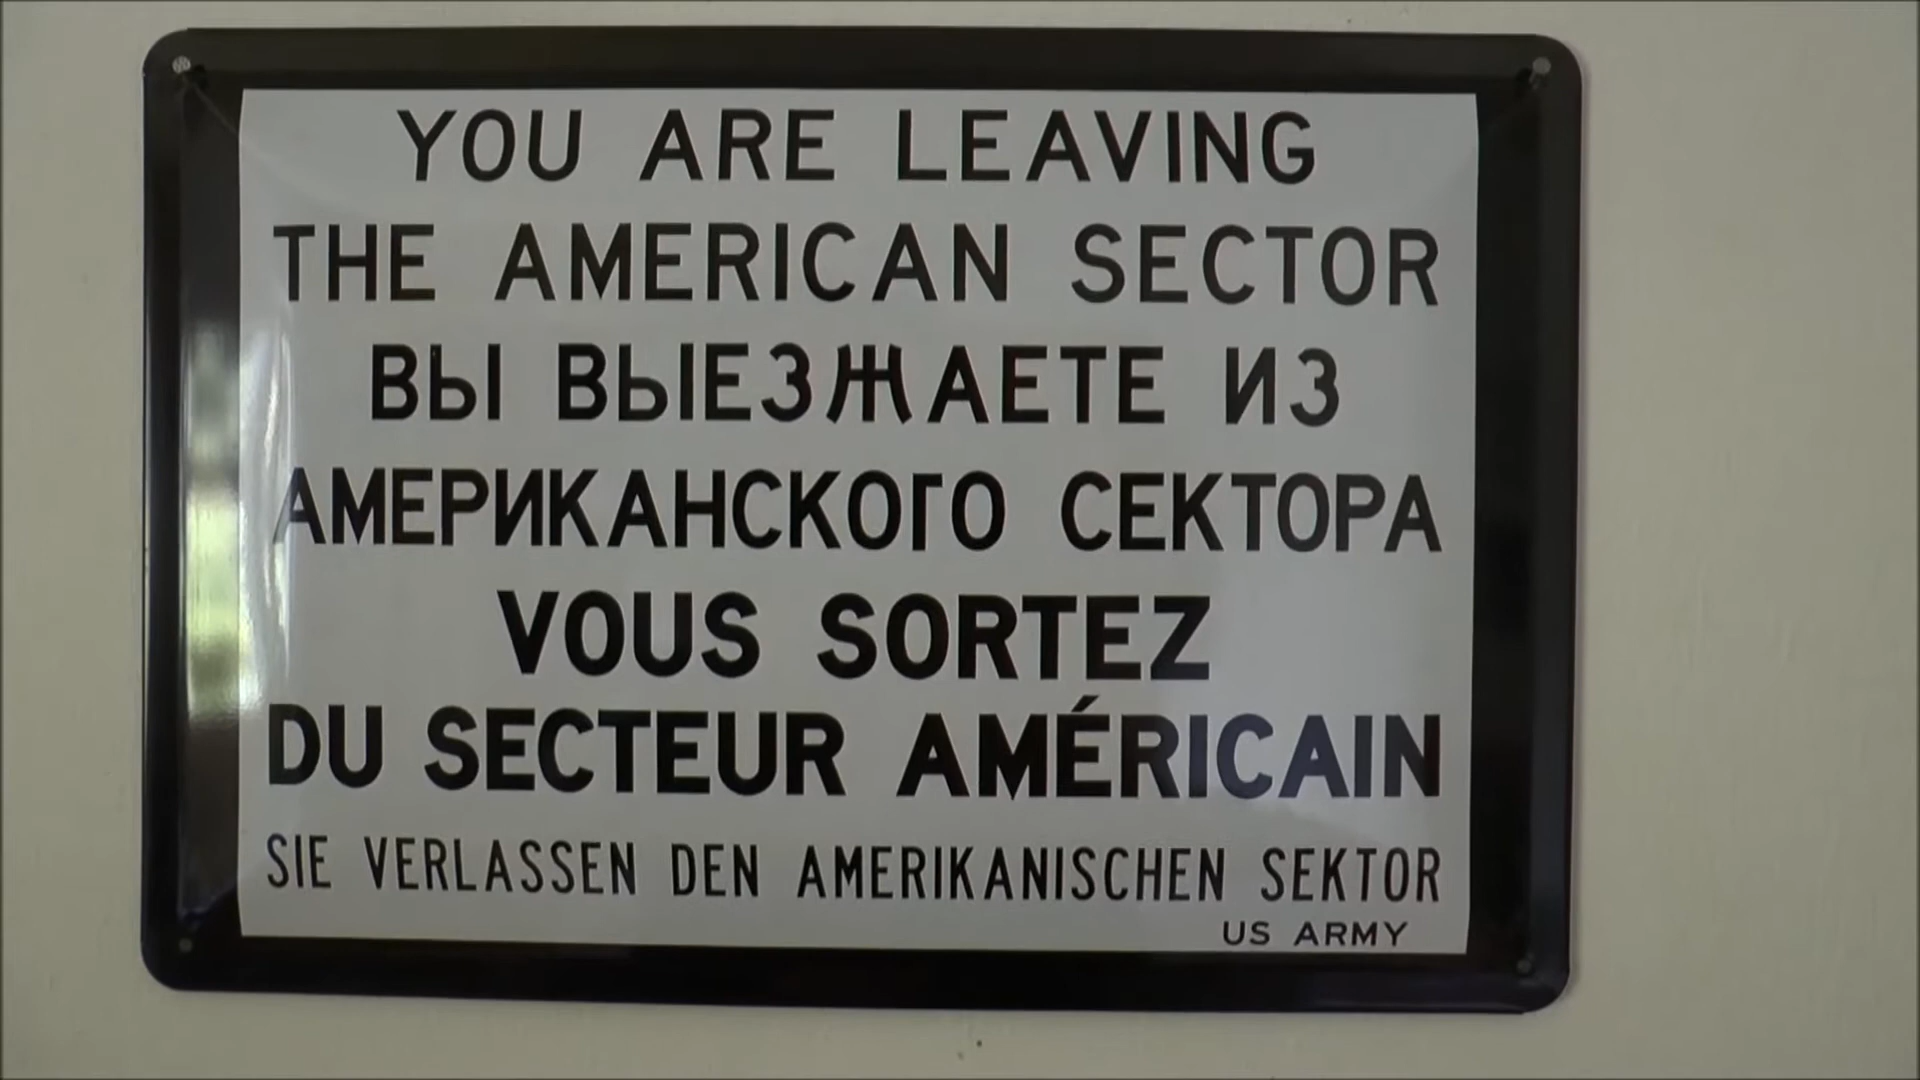 YOU ARE LEAVING
THE AMERICAN SECTOR
ВЫ ВЫЕЗЖАЕТЕ ИЗ
АМЕРИКАНСКОГО СЕКТОРА
VOUS SORTEZ
DU SECTEUR AMÉRICAIN
SIE VERLASSEN DEN AMERIKANISCHEN SEKTOR
US ARMY